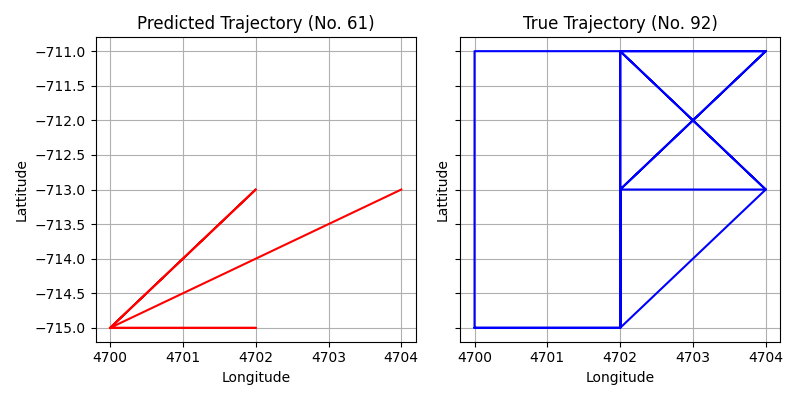 Predicted Trajectory (No. 61)
−711.0
−711.5
−712.0
−712.5
−713.0
−713.5
−714.0
−714.5
−715.0
Lattitude
4700 4701 4702 4703 4704
Longitude
True Trajectory (No. 92)
Lattitude
4700 4701 4702 4703 4704
Longitude